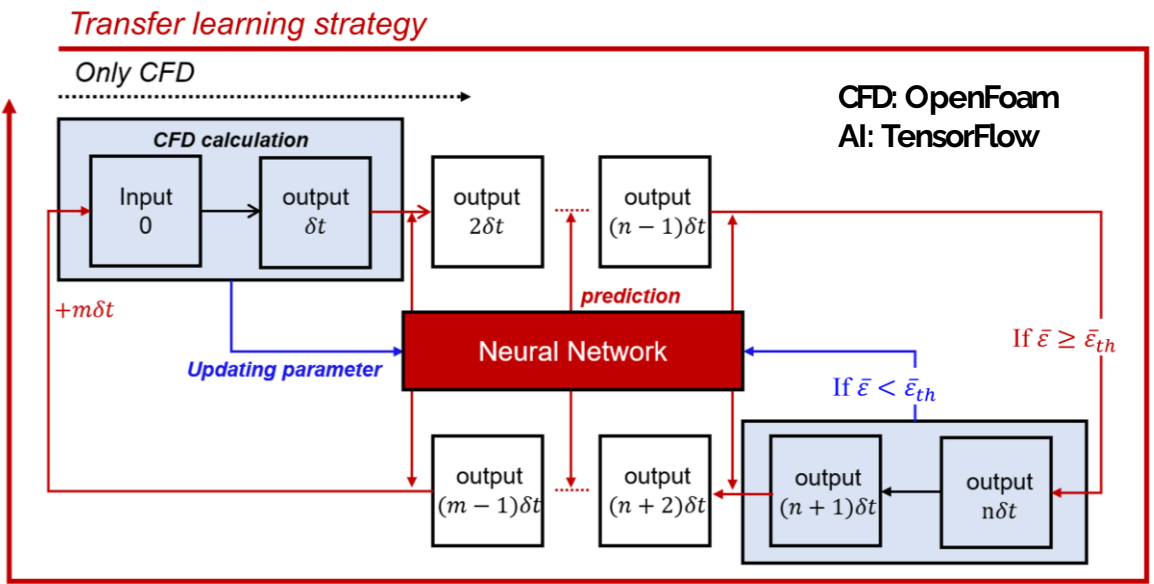 Transfer learning strategy
Only CFD
CFD: OpenFoam
AI: TensorFlow
CFD calculation
Input
0
output
δt
output
2δt
output
(n − 1)δt
+mδt
prediction
Neural Network
Updating parameter
If ε̄ ≥ ε̄th
If ε̄ < ε̄th
output
(m − 1)δt
output
(n + 2)δt
output
(n + 1)δt
output
nδt